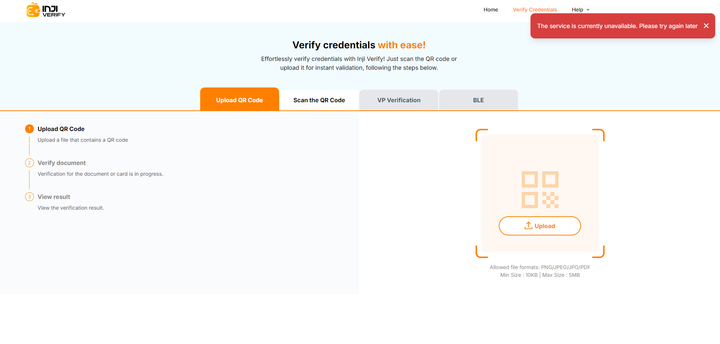 INJI
VERIFY
Home
Verify Credentials
Help
The service is currently unavailable. Please try again later
Verify credentials with ease!
Effortlessly verify credentials with Inji Verify! Just scan the QR code or
upload it for instant validation, following the steps below.
Upload QR Code
Scan the QR Code
VP Verification
BLE
1
Upload QR Code
Upload a file that contains a QR code
2
Verify document
Verification for the document or card is in progress.
3
View result
View the verification result.
Upload
Allowed file formats: PNG/JPEG/JPG/PDF
Min Size : 10KB | Max Size : 5MB